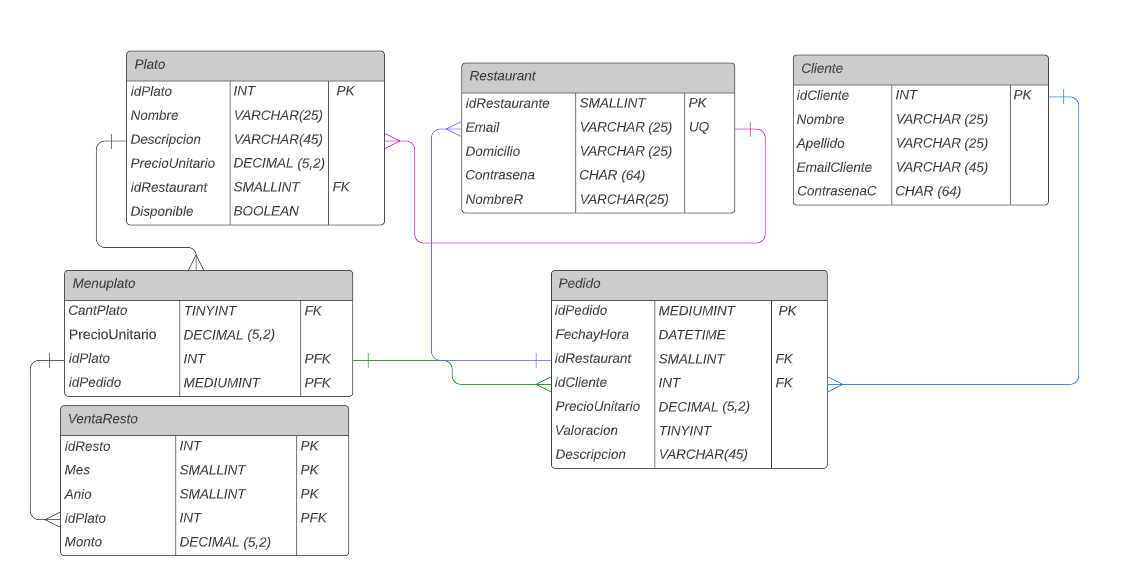 Plato
idPlato INT PK
Nombre VARCHAR(25)
Descripcion VARCHAR(45)
PrecioUnitario DECIMAL (5,2)
idRestaurant SMALLINT FK
Disponible BOOLEAN
Restaurant
idRestaurante SMALLINT PK
Email VARCHAR (25) UQ
Domicilio VARCHAR (25)
Contrasena CHAR (64)
NombreR VARCHAR(25)
Cliente
idCliente INT PK
Nombre VARCHAR (25)
Apellido VARCHAR (25)
EmailCliente VARCHAR (45)
ContrasenaC CHAR (64)
Menuplato
CantPlato TINYINT FK
PrecioUnitario DECIMAL (5,2)
idPlato INT PFK
idPedido MEDIUMINT PFK
Pedido
idPedido MEDIUMINT PK
FechayHora DATETIME
idRestaurant SMALLINT FK
idCliente INT FK
PrecioUnitario DECIMAL (5,2)
Valoracion TINYINT
Descripcion VARCHAR(45)
VentaResto
idResto INT PK
Mes SMALLINT PK
Anio SMALLINT PK
idPlato INT PFK
Monto DECIMAL (5,2)